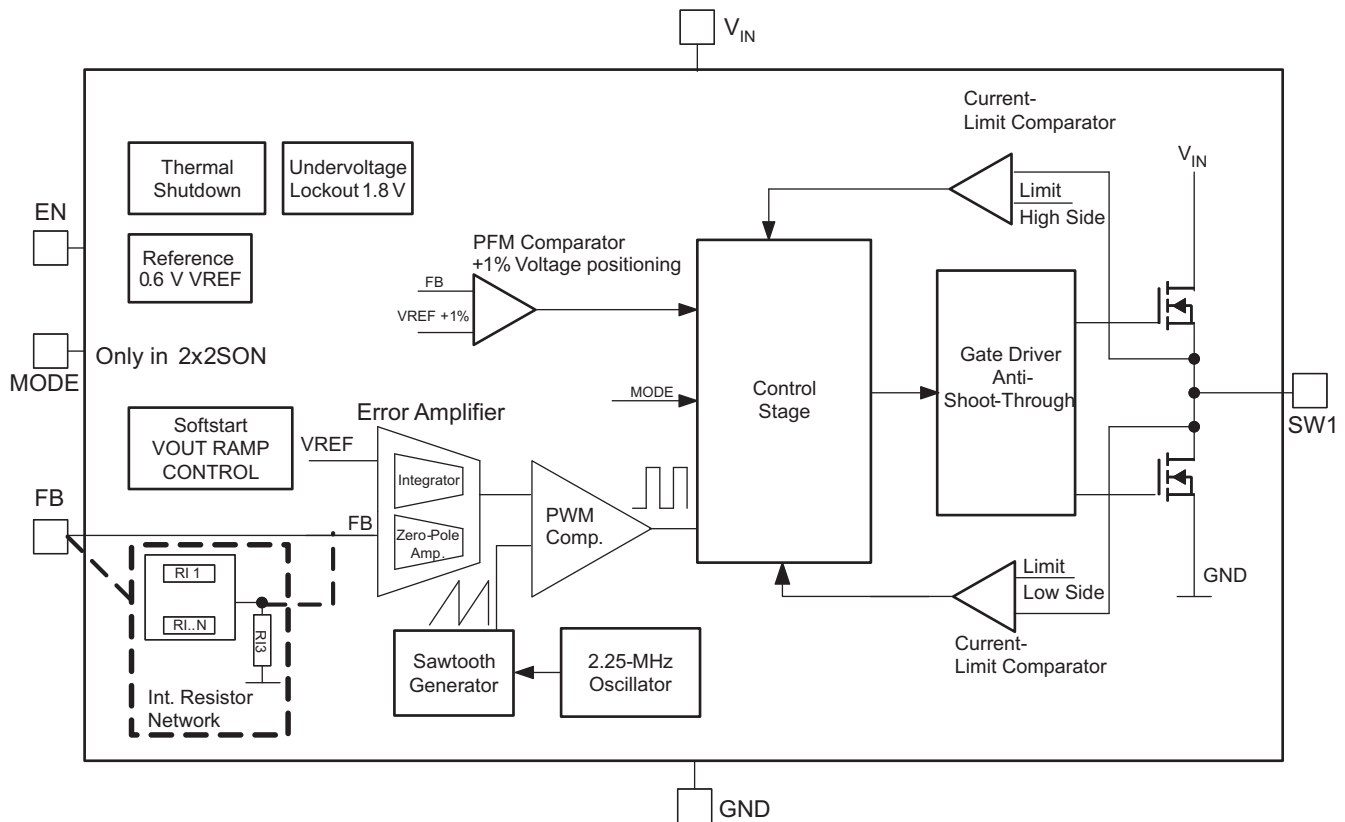 VIN
Current-
Limit Comparator
Thermal
Shutdown
Undervoltage
Lockout 1.8 V
VIN
Limit
High Side
EN
Reference
0.6 V VREF
PFM Comparator
+1% Voltage positioning
FB
VREF +1%
MODE
Only in 2x2SON
MODE
Control
Stage
Gate Driver
Anti-
Shoot-Through
SW1
Softstart
VOUT RAMP
CONTROL
Error Amplifier
VREF
Integrator
FB
FB
Zero-Pole
Amp.
PWM
Comp.
RI 1
RI..N
RI3
Int. Resistor
Network
Sawtooth
Generator
2.25-MHz
Oscillator
Limit
Low Side
Current-
Limit Comparator
GND
GND